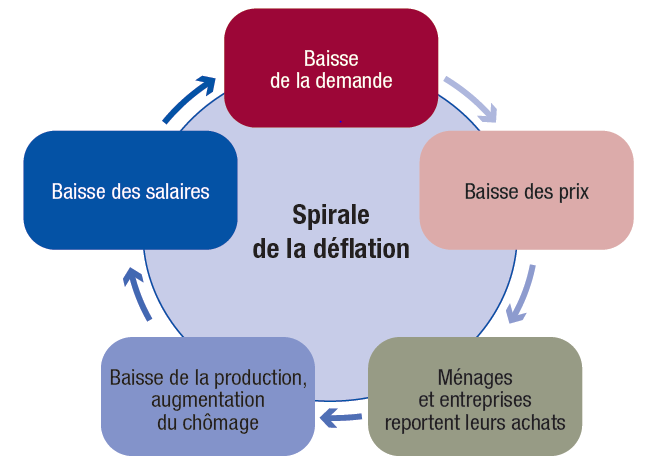 Baisse
de la demande
Baisse des salaires
Baisse des prix
Spirale
de la déflation
Baisse de la production,
augmentation
du chômage
Ménages
et entreprises
reportent leurs achats